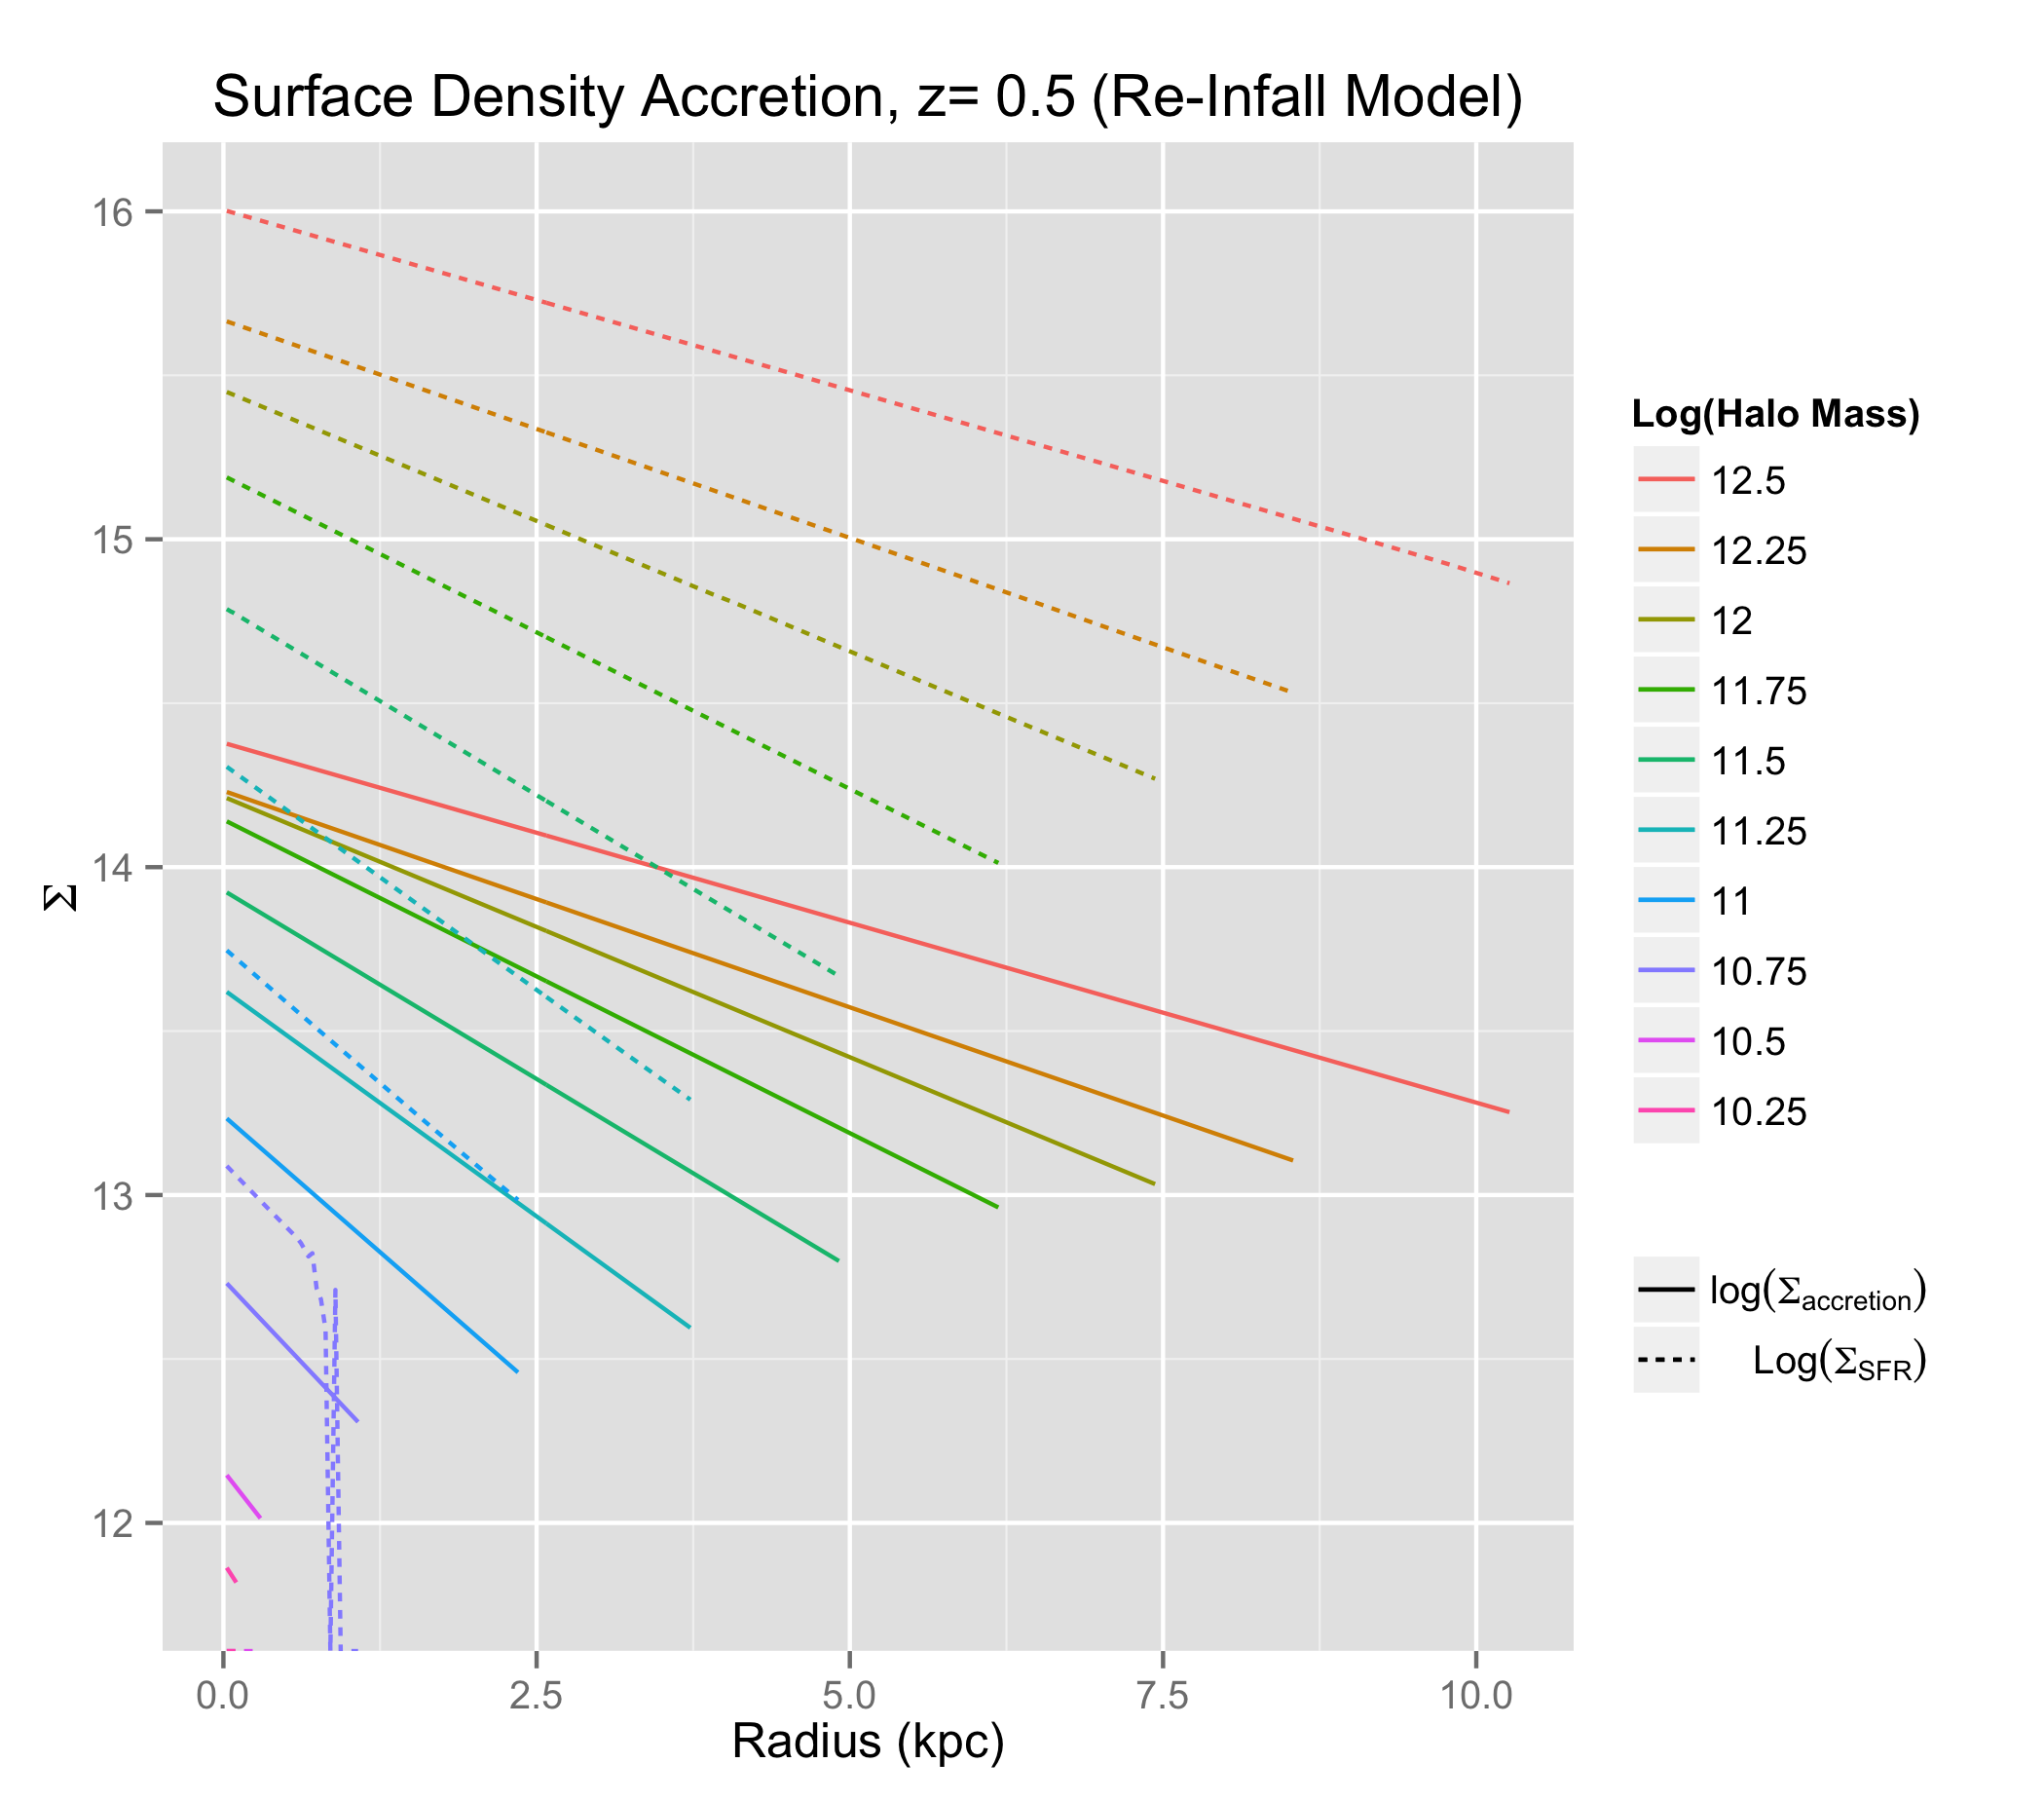 Surface Density Accretion, z= 0.5 (Re-Infall Model)
16
15
14
13
12
Σ
0.0 2.5 5.0 7.5 10.0
Radius (kpc)
Log(Halo Mass)
12.5
12.25
12
11.75
11.5
11.25
11
10.75
10.5
10.25
log(Σaccretion)
Log(ΣSFR)